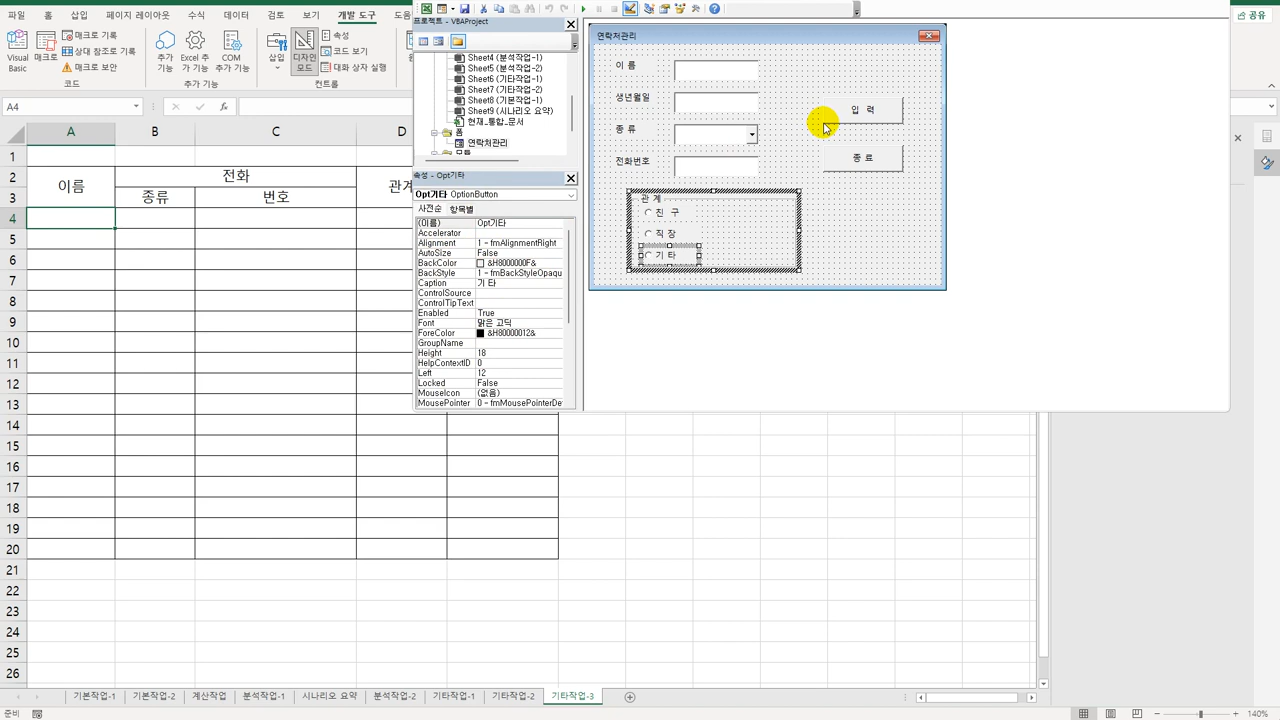 파일 홈 삽입 페이지 레이아웃 수식 데이터 검토 보기 개발 도구 도움
공유
Visual Basic
매크로
매크로 기록
상대 참조로 기록
매크로 보안
코드
추가 기능
Excel 추가 기능
COM 추가 기능
추가 기능
삽입
디자인 모드
속성
코드 보기
대화 상자 실행
컨트롤
A4
fx
A B C D
1 2 3 4 5 6 7 8 9 10 11 12 13 14 15 16 17 18 19 20 21 22 23 24 25 26
이름
전화
종류
번호
프로젝트 - VBAProject
Sheet4 (분석작업-1)
Sheet5 (분석작업-2)
Sheet6 (기타작업-1)
Sheet7 (기타작업-2)
Sheet8 (기본작업-1)
Sheet9 (시나리오 요약)
현재_통합_문서
폼
연락처관리
속성 - Opt기타
Opt기타 OptionButton
사전순 항목별
(이름) Opt기타
Accelerator
Alignment 1 - fmAlignmentRight
AutoSize False
BackColor &H8000000F&
BackStyle 1 - fmBackStyleOpaqu
Caption 기 타
ControlSource
ControlTipText
Enabled True
Font 맑은 고딕
ForeColor &H80000012&
GroupName
Height 18
HelpContextID 0
Left 12
Locked False
MouseIcon (없음)
MousePointer 0 - fmMousePointerDe
연락처관리
이 름
생년월일
종 류
전화번호
관 계
친 구
직 장
기 타
입 력
종 료
기본작업-1 기본작업-2 계산작업 분석작업-1 시나리오 요약 분석작업-2 기타작업-1 기타작업-2 기타작업-3
준비
140%